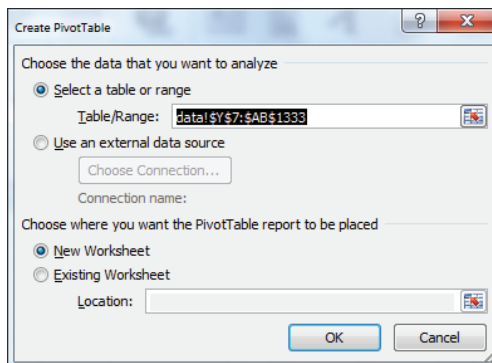 Create PivotTable
?
X
Choose the data that you want to analyze
Select a table or range
Table/Range: data!$Y$7:$AB$1333
Use an external data source
Choose Connection...
Connection name:
Choose where you want the PivotTable report to be placed
New Worksheet
Existing Worksheet
Location:
OK Cancel